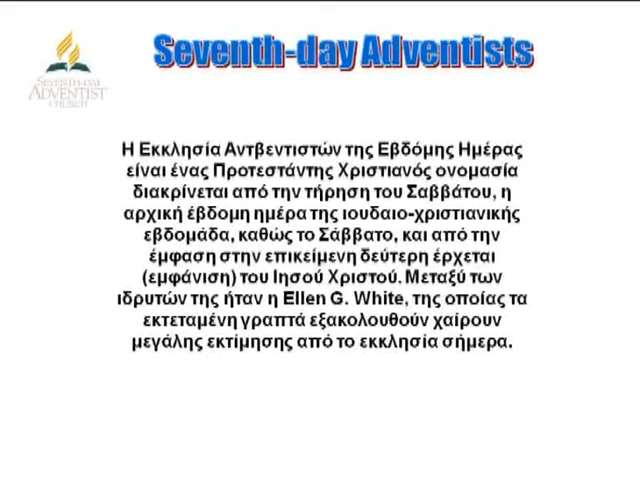 Seventh-day Adventists
SEVENTH-DAY
ADVENTIST
CHURCH
Η Εκκλησία Αντβεντιστών της Εβδόμης Ημέρας
είναι ένας Προτεστάντης Χριστιανός ονομασία
διακρίνεται από την τήρηση του Σαββάτου, η
αρχική έβδομη ημέρα της ιουδαιο-χριστιανικής
εβδομάδα, καθώς το Σάββατο, και από την
έμφαση στην επικείμενη δεύτερη έρχεται
(εμφάνιση) του Ιησού Χριστού. Μεταξύ των
ιδρυτών της ήταν η Ellen G. White, της οποίας τα
εκτεταμένη γραπτά εξακολουθούν χαίρουν
μεγάλης εκτίμησης από το εκκλησία σήμερα.